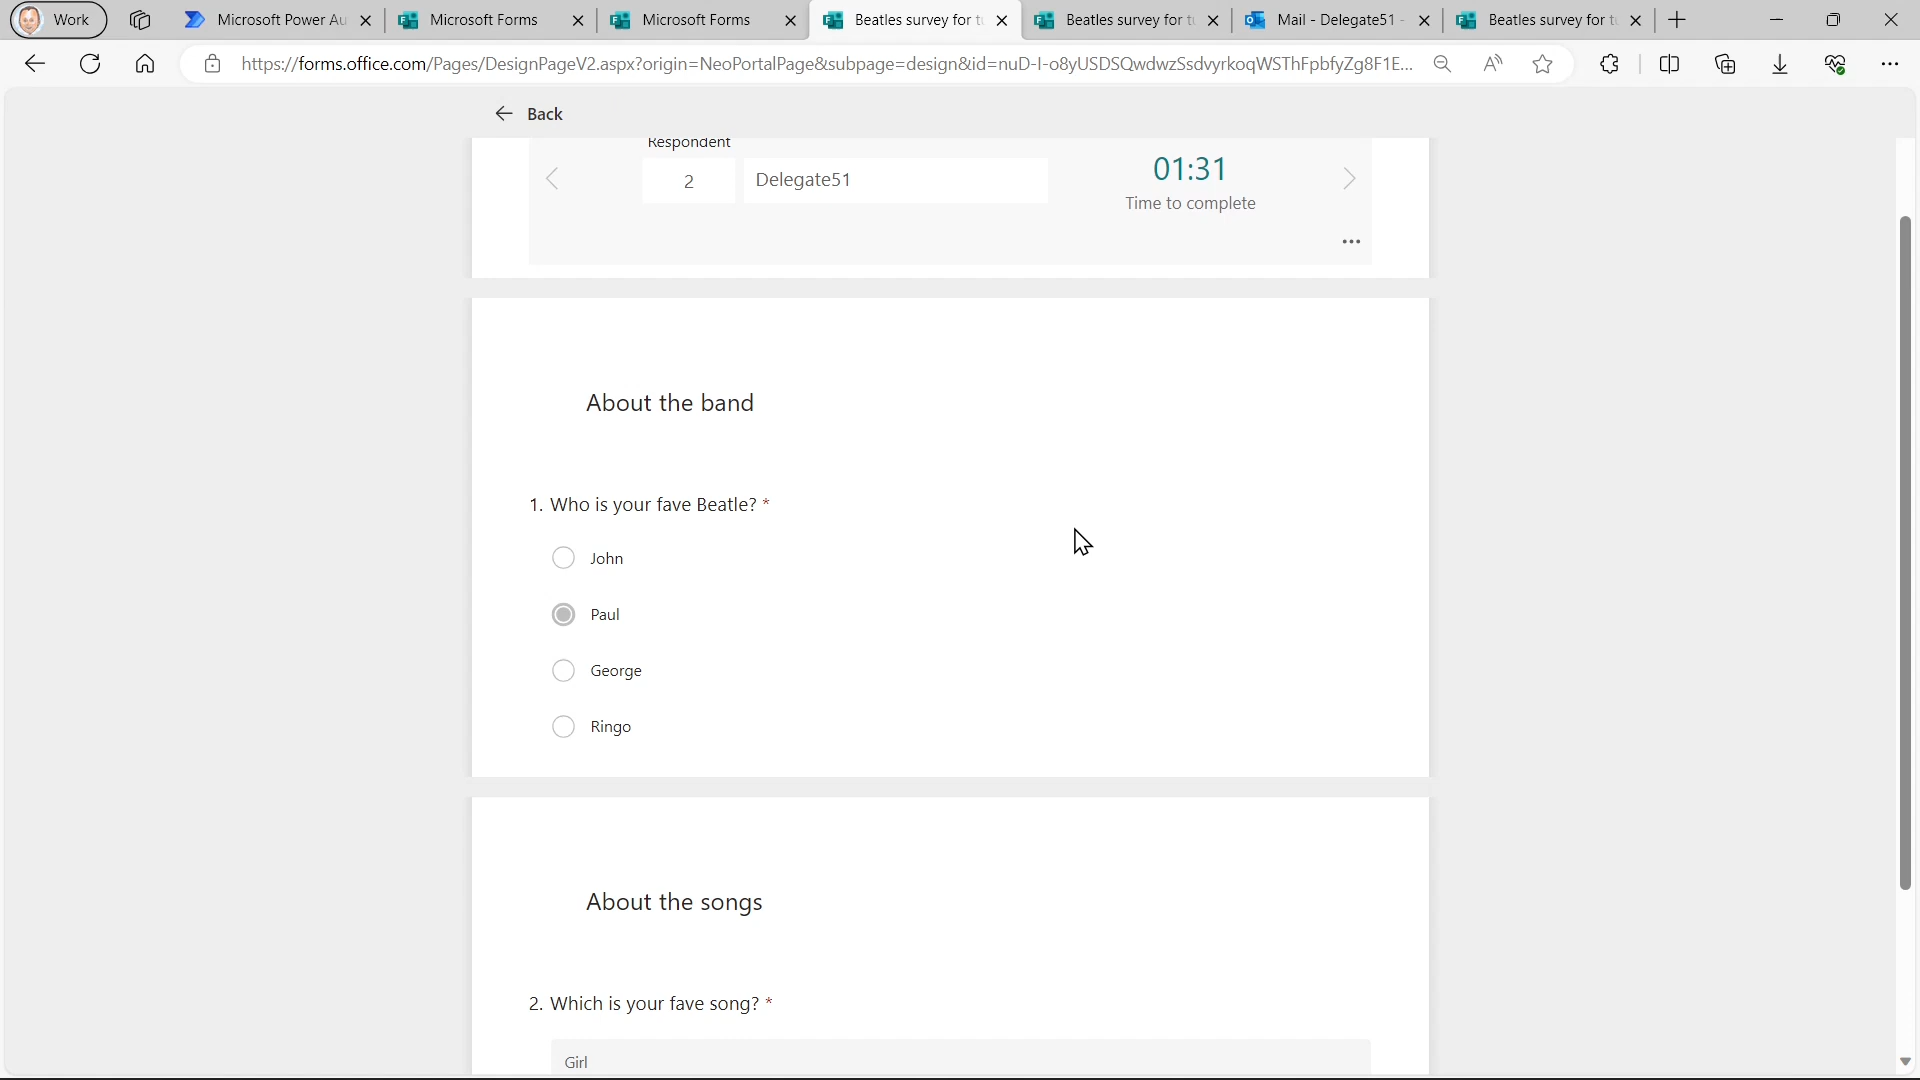 Work
Microsoft Power Au
Microsoft Forms
Microsoft Forms
Beatles survey for tu
Beatles survey for tu
Mail - Delegate51 -
Beatles survey for tu
https://forms.office.com/Pages/DesignPageV2.aspx?origin=NeoPortalPage&subpage=design&id=nuD-I-o8yUSDSQwdwzSsdvyrkoqWSThFpbfyZg8F1E...
Back
Respondent
2
Delegate51
01:31
Time to complete
About the band
1. Who is your fave Beatle? *
John
Paul
George
Ringo
About the songs
2. Which is your fave song? *
Girl